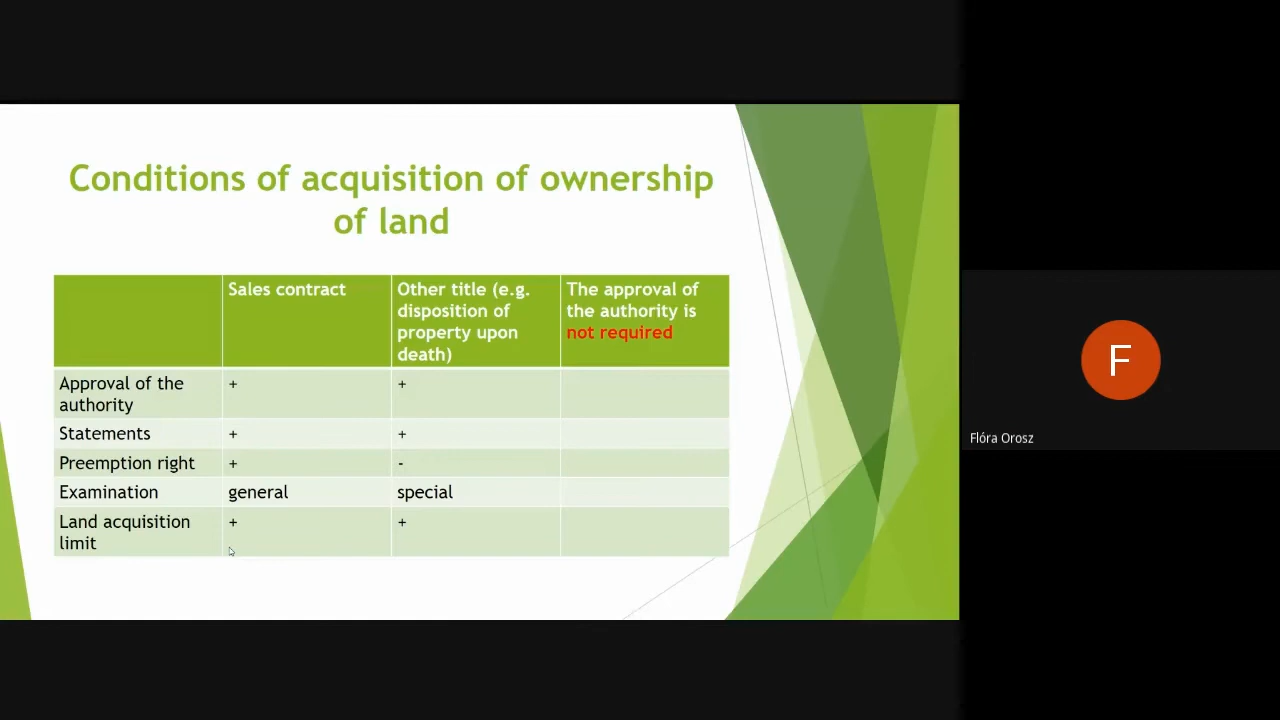 Conditions of acquisition of ownership
of land
Sales contract
Other title (e.g.
disposition of
property upon
death)
The approval of
the authority is
not required
Approval of the
authority
+
+
Statements
+
+
Preemption right
+
-
Examination
general
special
Land acquisition
limit
+
+
F
Flóra Orosz